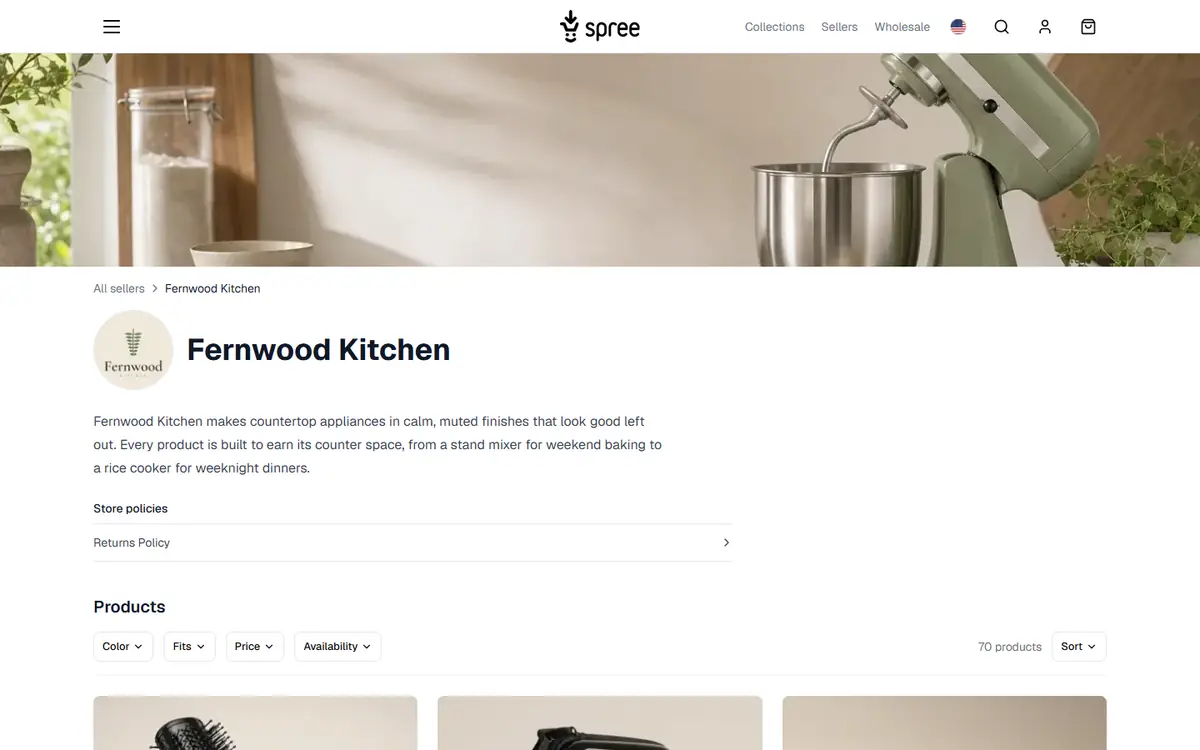 spree
Collections
Sellers
Wholesale
All sellers
Fernwood Kitchen
Fernwood
Fernwood Kitchen
Fernwood Kitchen makes countertop appliances in calm, muted finishes that look good left
out. Every product is built to earn its counter space, from a stand mixer for weekend baking to
a rice cooker for weeknight dinners.
Store policies
Returns Policy
Products
Color
Fits
Price
Availability
70 products
Sort